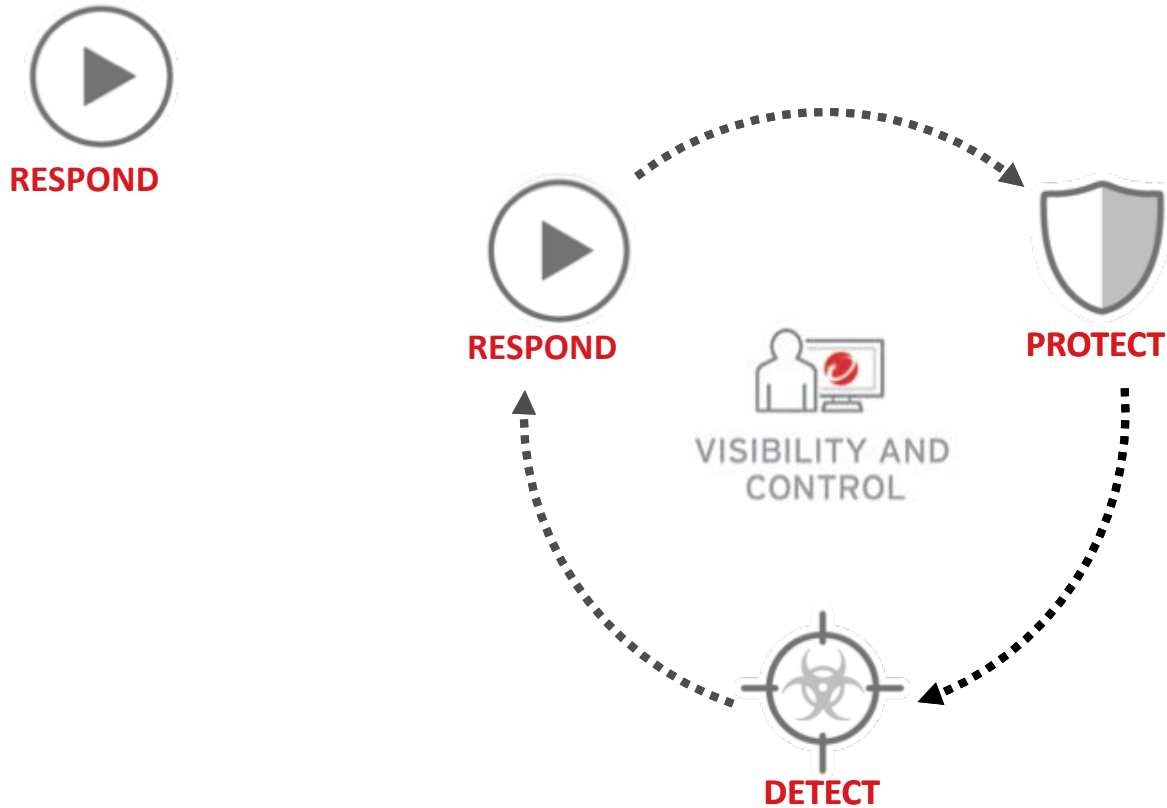 RESPOND
RESPOND
PROTECT
VISIBILITY AND
CONTROL
DETECT